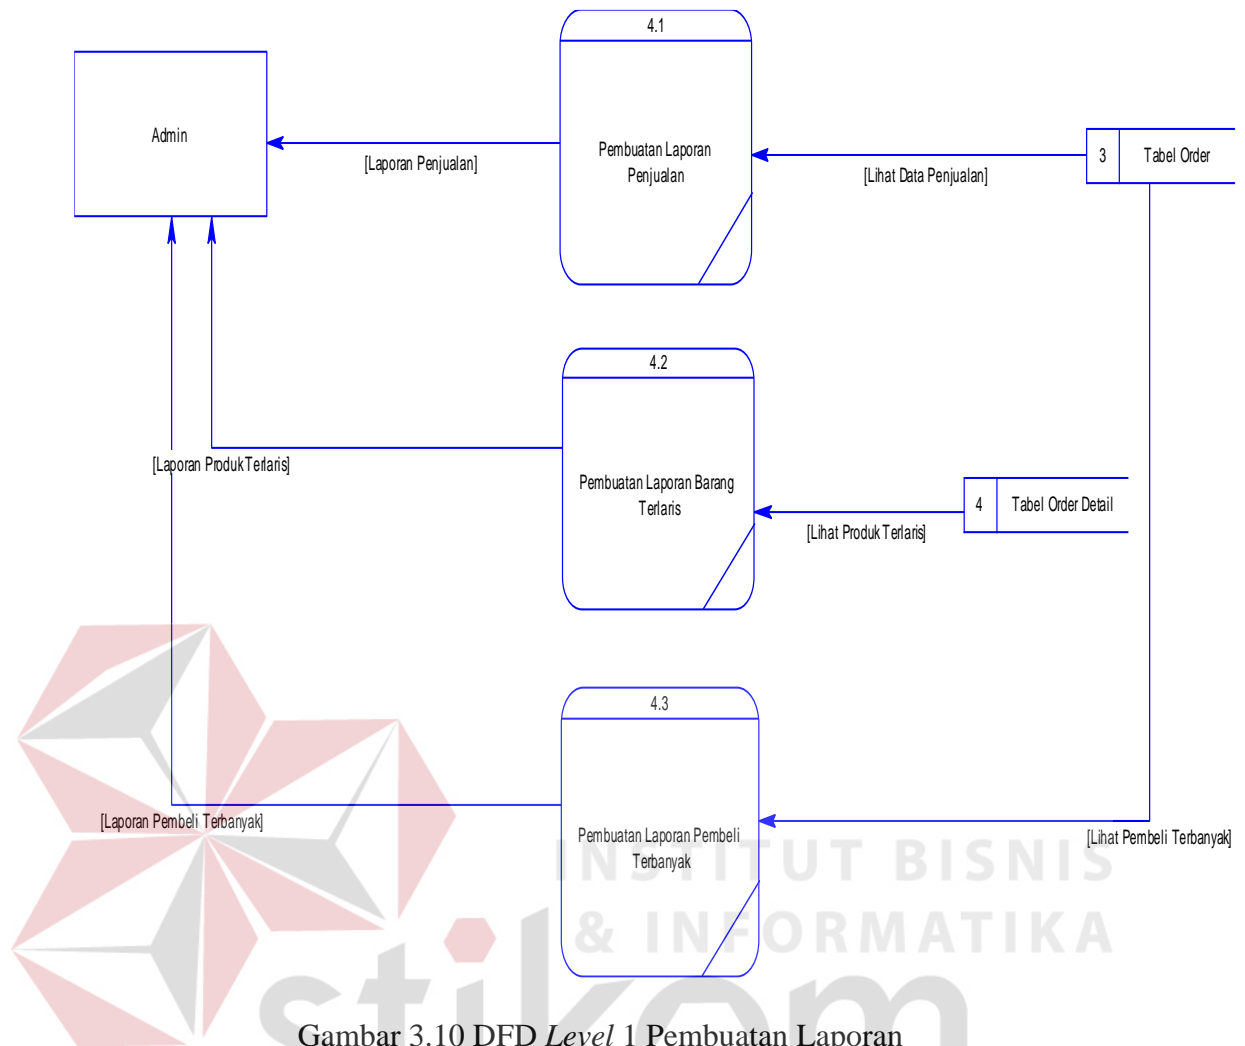 4.1
Admin
[Laporan Penjualan]
Pembuatan Laporan
Penjualan
[Lihat Data Penjualan]
3 Tabel Order
4.2
[Laporan Produk Terlaris]
Pembuatan Laporan Barang
Terlaris
[Lihat Produk Terlaris]
4 Tabel Order Detail
4.3
[Laporan Pembeli Terbanyak]
Pembuatan Laporan Pembeli
Terbanyak
[Lihat Pembeli Terbanyak]
INSTITUT BISNIS
& INFORMATIKA
stikom
Gambar 3.10 DFD Level 1 Pembuatan Laporan